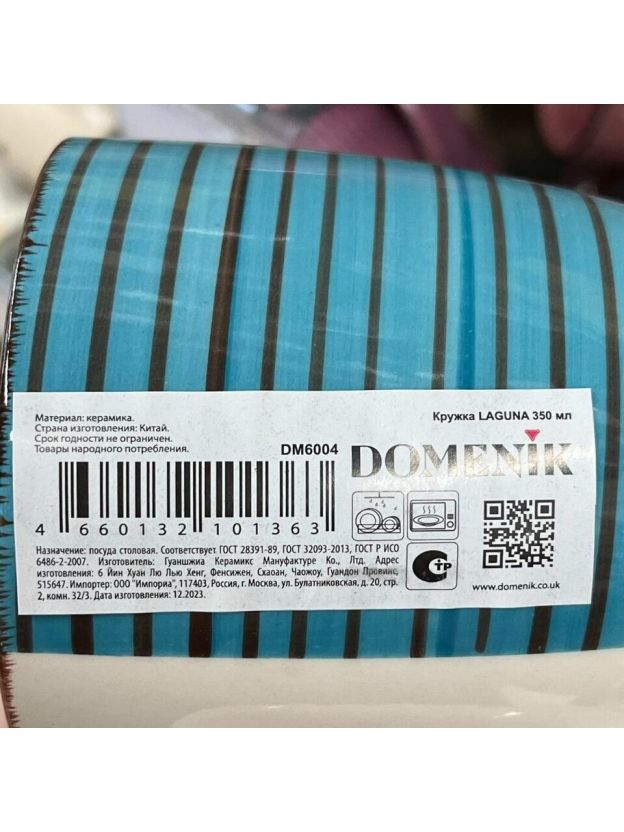 Материал: керамика.
Страна изготовления: Китай.
Срок годности не ограничен.
Товары народного потребления.
DM6004
Кружка LAGUNA 350 мл
DOMENIK
4 660132 101363
Назначение: посуда столовая. Соответствует ГОСТ 28391-89, ГОСТ 32093-2013, ГОСТ Р ИСО
6486-2-2007. Изготовитель: Гуаншжиа Керамикс Мануфактуре Ко., Лтд. Адрес
изготовления: 6 Йин Хуан Лю Лью Хенг, Фенсижен, Схаоан, Чаожоу, Гуандон Провинс,
515647. Импортер: ООО "Импориа", 117403, Россия, г. Москва, ул. Булатниковская, д. 20, стр.
2, комн. 32/3. Дата изготовления: 12.2023.
СТР
www.domenik.co.uk